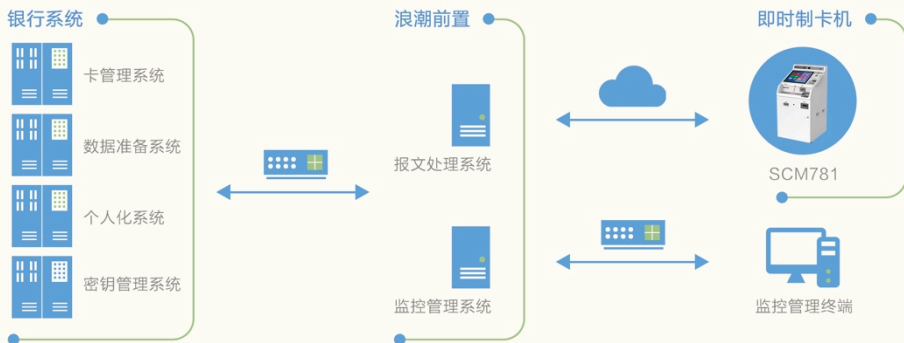 银行系统
卡管理系统
数据准备系统
个人化系统
密钥管理系统
浪潮前置
报文处理系统
监控管理系统
即时制卡机
SCM781
监控管理终端